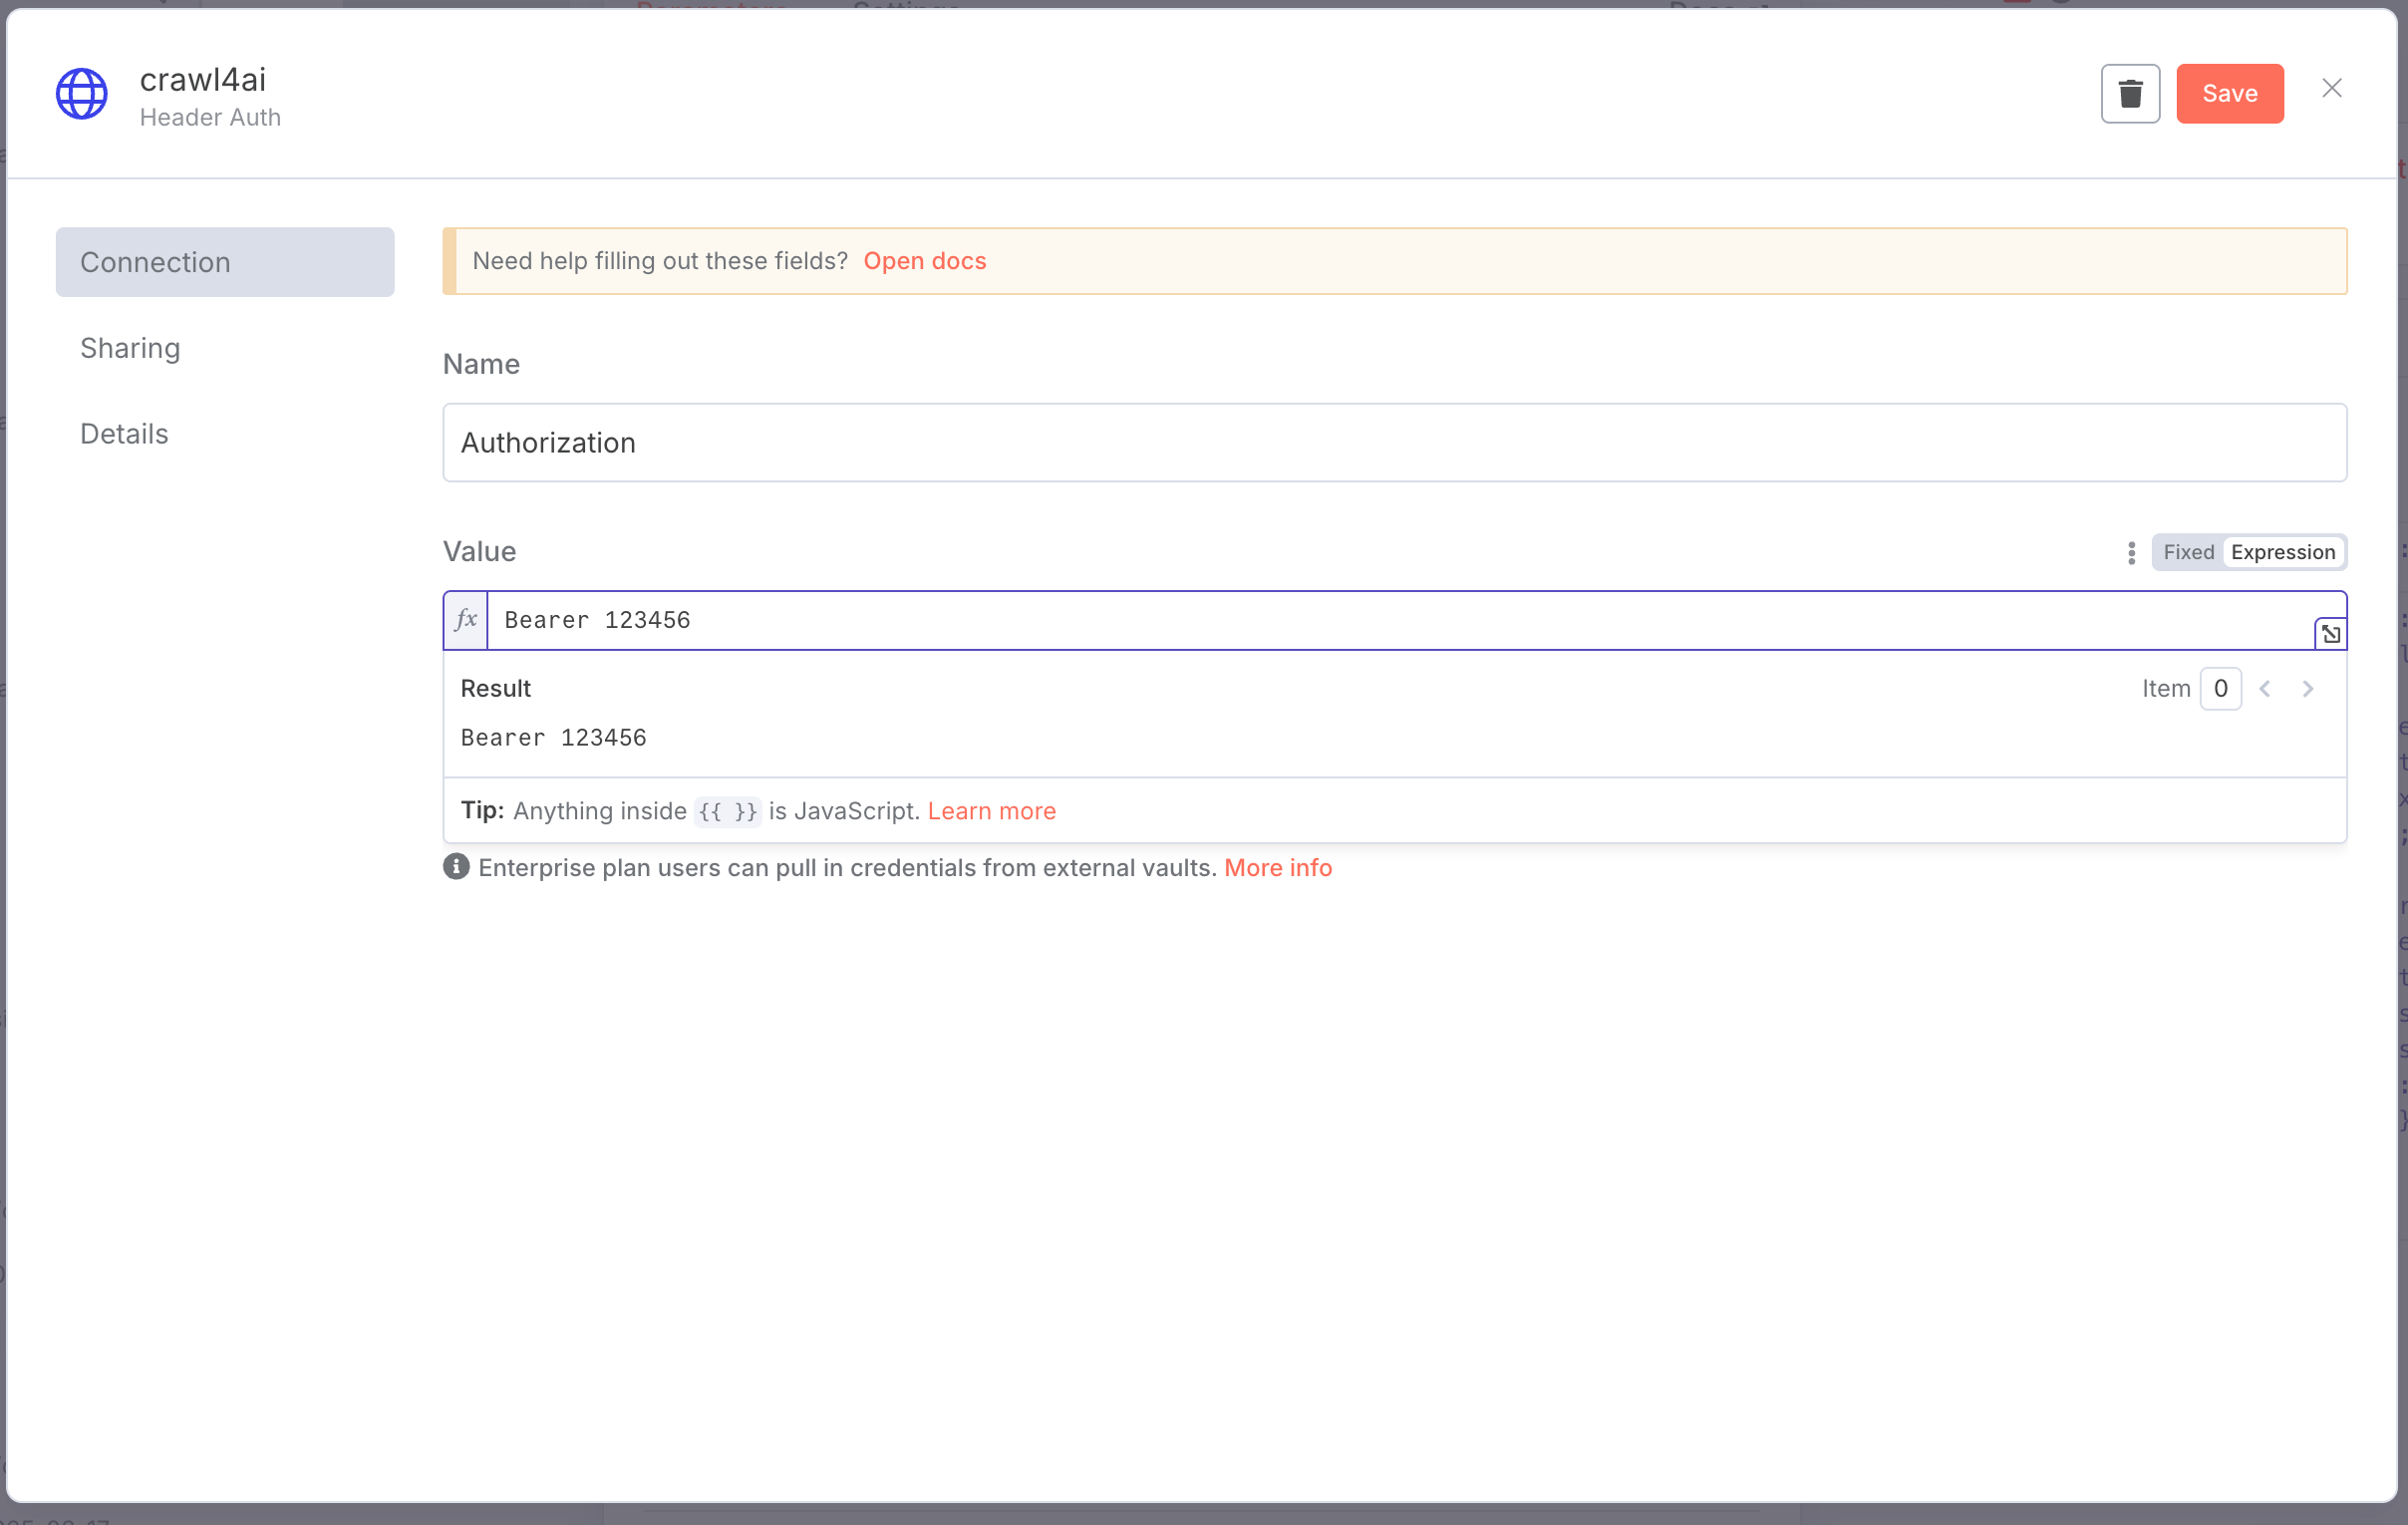 crawl4ai
Header Auth
Save
Connection
Sharing
Details
Need help filling out these fields? Open docs
Name
Authorization
Value
Fixed Expression
fx Bearer 123456
Result
Item 0
Bearer 123456
Tip: Anything inside {{ }} is JavaScript. Learn more
Enterprise plan users can pull in credentials from external vaults. More info